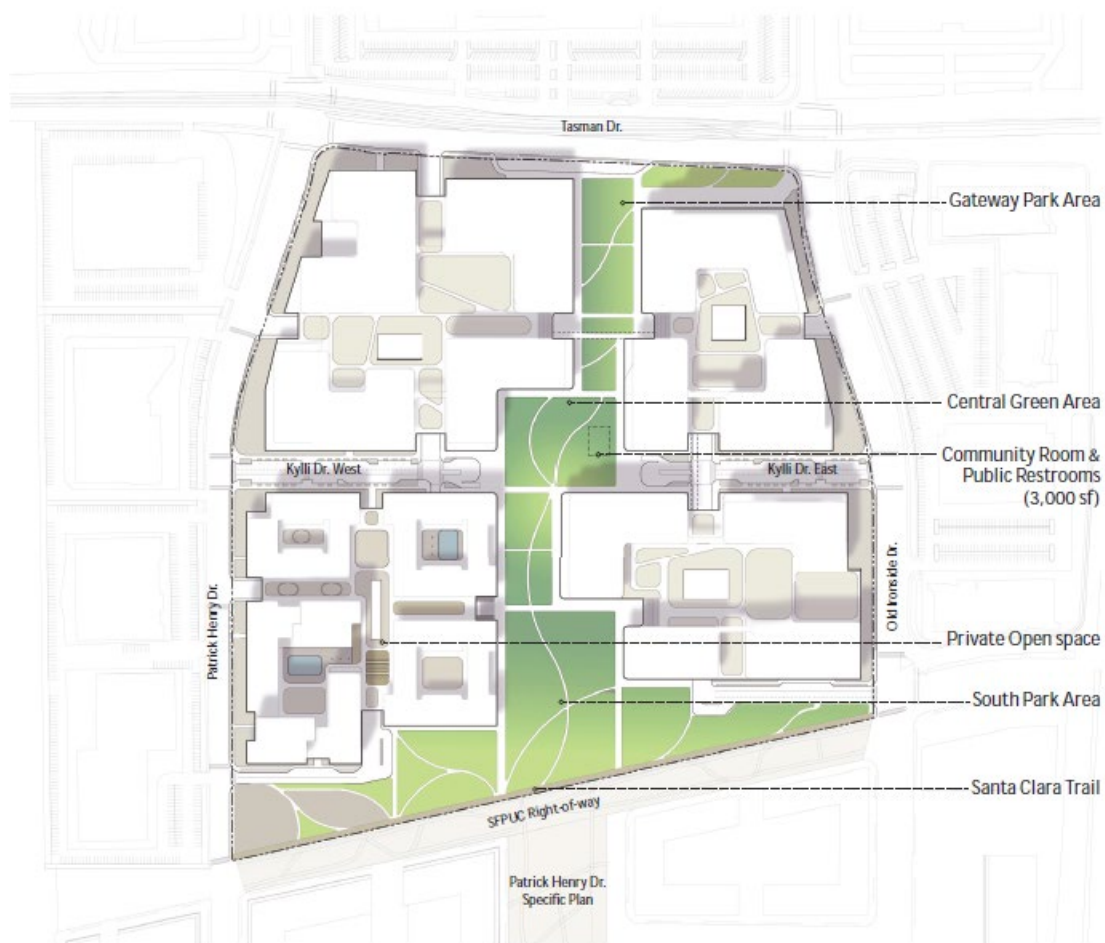 Tasman Dr.
Gateway Park Area
Central Green Area
Community Room &
Public Restrooms
(3,000 sf)
Kylli Dr. West
Kylli Dr. East
Patrick Henry Dr.
Old Ironside Dr.
Private Open space
South Park Area
Santa Clara Trail
SFPUC Right-of-way
Patrick Henry Dr.
Specific Plan